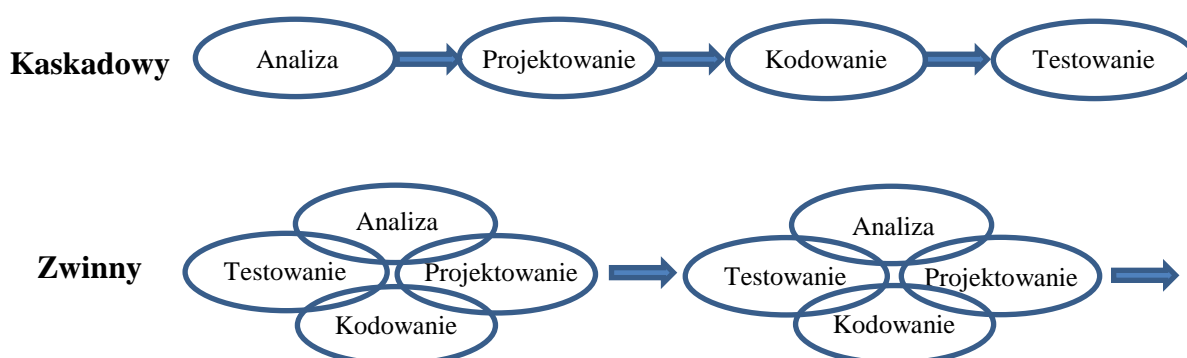 Kaskadowy Analiza Projektowanie Kodowanie Testowanie
Analiza Analiza
Zwinny Testowanie Projektowanie Testowanie Projektowanie
Kodowanie Kodowanie